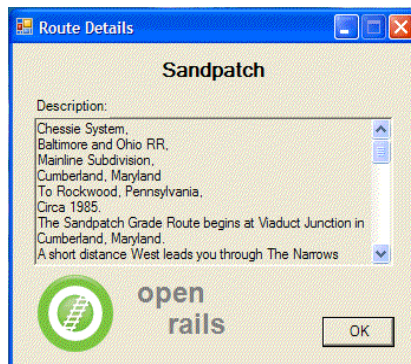 Route Details
Sandpatch
Description:
Chessie System,
Baltimore and Ohio RR,
Mainline Subdivision,
Cumberland, Maryland
To Rockwood, Pennsylvania,
Circa 1985.
The Sandpatch Grade Route begins at Viaduct Junction in
Cumberland, Maryland.
A short distance West leads you through The Narrows
open
rails
OK